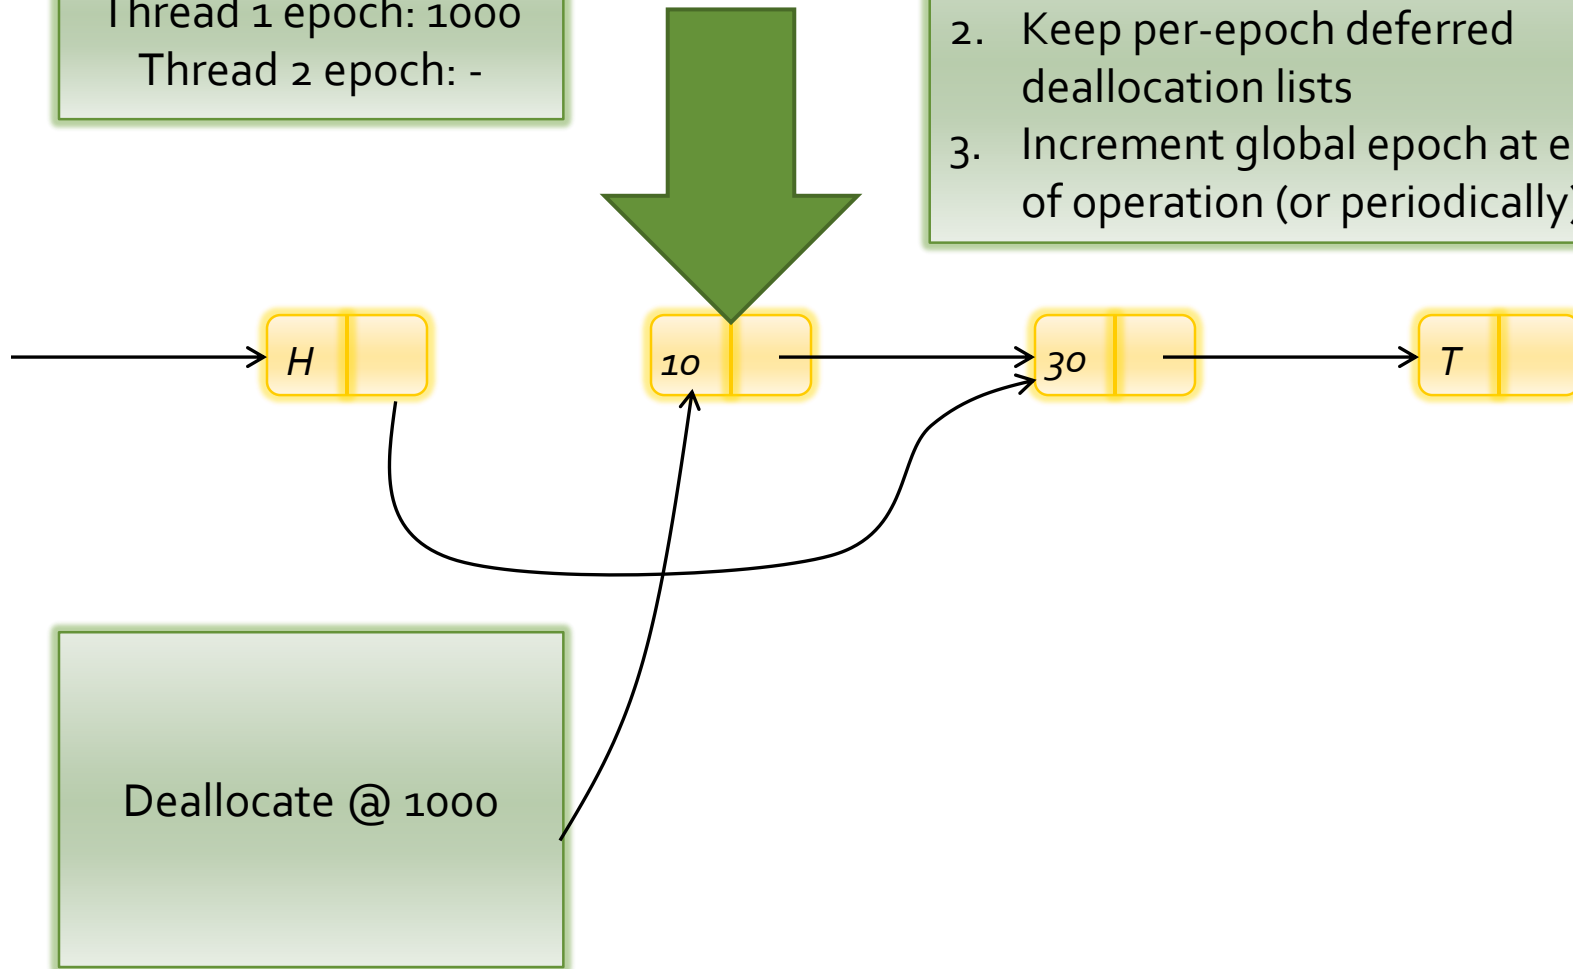 Thread 1 epoch: 1000
Thread 2 epoch: -
2. Keep per-epoch deferred
deallocation lists
3. Increment global epoch at
of operation (or periodically)
H
10
30
T
Deallocate @ 1000